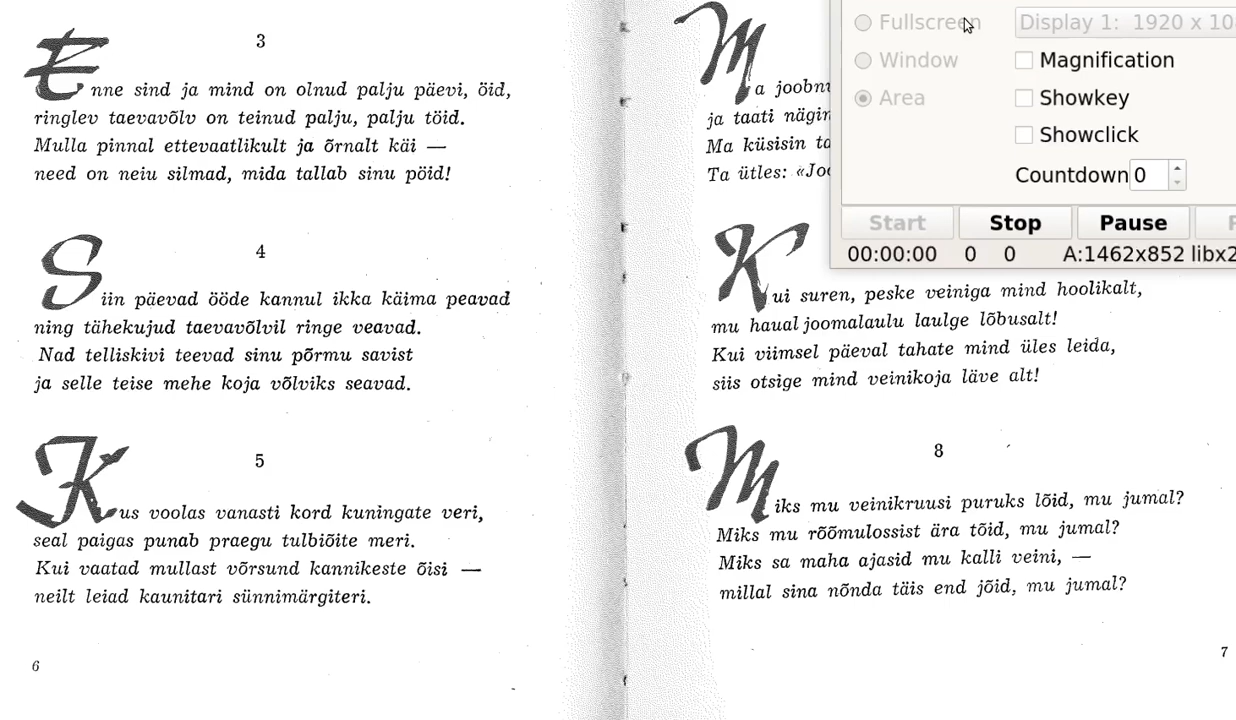 3
Enne sind ja mind on olnud palju päevi, öid,
ringlev taevavõlv on teinud palju, palju töid.
Mulla pinnal ettevaatlikult ja õrnalt käi —
need on neiu silmad, mida tallab sinu pöid!
4
Siin päevad ööde kannul ikka käima peavad
ning tähekujud taevavõlvil ringe veavad.
Nad telliskivi teevad sinu põrmu savist
ja selle teise mehe koja võlviks seavad.
5
Kus voolas vanasti kord kuningate veri,
seal paigas punab praegu tulbiõite meri.
Kui vaatad mullast võrsund kannikeste õisi —
neilt leiad kaunitari sünnimärgiteri.
6
Ma
ja taati
Ma küsisin
Ta ütles:
Kui suren, peske veiniga mind hoolikalt,
mu haual joomalaulu laulge lõbusalt!
Kui viimsel päeval tahate mind üles leida,
siis otsige mind veinikoja läve alt!
8
Miks mu veinikruusi puruks lõid, mu jumal?
Miks mu rõõmulossist ära tõid, mu jumal?
Miks sa maha ajasid mu kalli veini, —
millal sina nõnda täis end jõid, mu jumal?
7
Fullscreen
Display 1: 1920 x
Window
Magnification
Area
Showkey
Showclick
Countdown 0
Start Stop Pause
00:00:00 0 0 A:1462x852